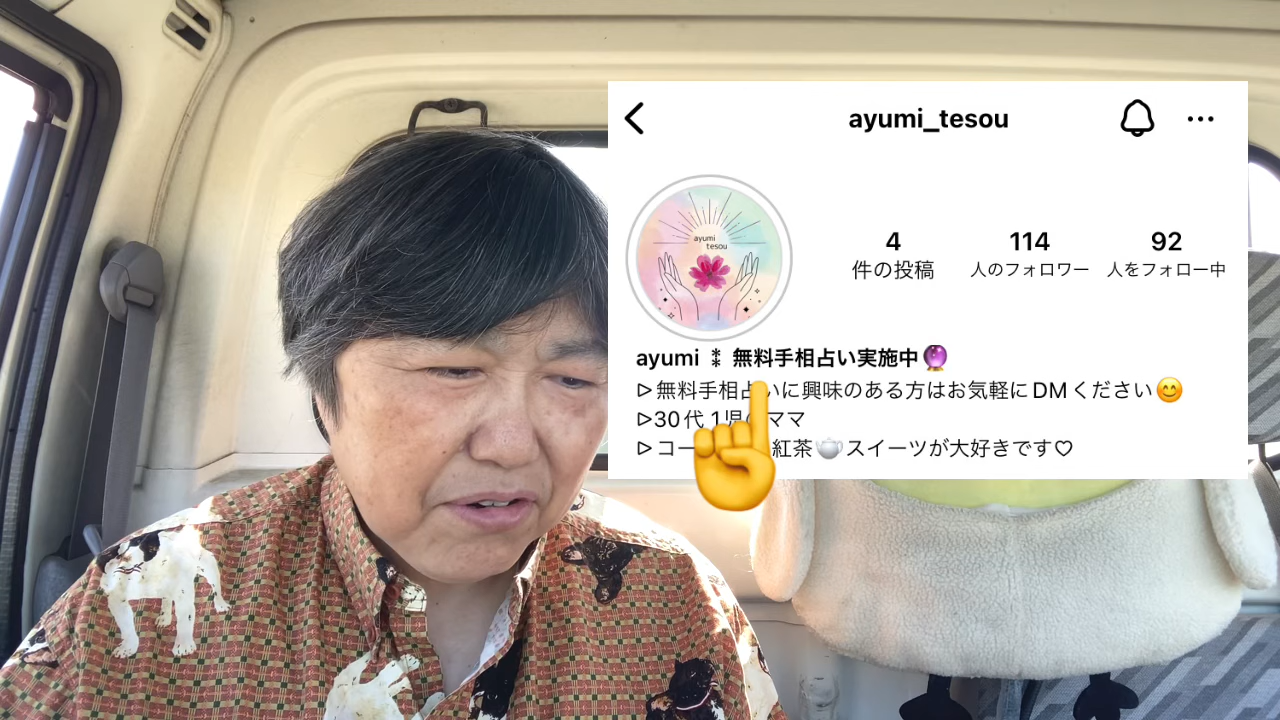 ayumi_tesou
ayumi
tesou
4
114
92
件の投稿
人のフォロワー
人をフォロー中
ayumi ⁑ 無料手相占い実施中🔮
▷無料手相占いに興味のある方はお気軽にDMください😊
▷30代 1児のママ
▷コー 紅茶🫖スイーツが大好きです♡